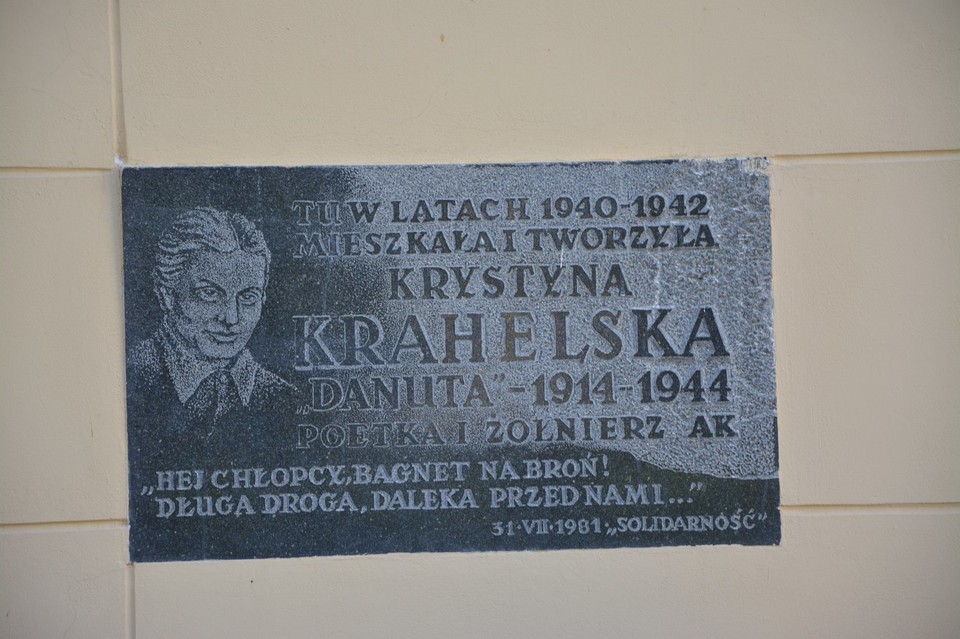 TU W LATACH 1940-1942
MIESZKAŁA I TWORZYŁA
KRYSTYNA
KRAHELSKA
„DANUTA” - 1914-1944
POETKA I ŻOŁNIERZ AK
„HEJ CHŁOPCY, BAGNET NA BROŃ!
DŁUGA DROGA, DALEKA PRZED NAMI...”
31·VII·1981 „SOLIDARNOŚĆ”